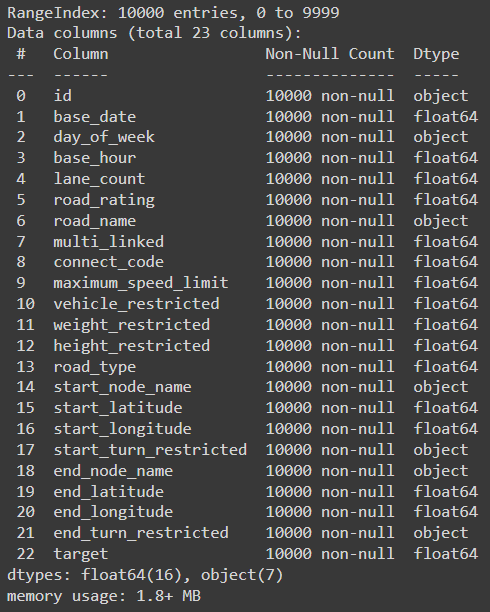 RangeIndex: 10000 entries, 0 to 9999
Data columns (total 23 columns):
 #   Column                 Non-Null Count  Dtype
---  ------                 --------------  -----
 0   id                     10000 non-null  object
 1   base_date              10000 non-null  float64
 2   day_of_week            10000 non-null  object
 3   base_hour              10000 non-null  float64
 4   lane_count             10000 non-null  float64
 5   road_rating            10000 non-null  float64
 6   road_name              10000 non-null  object
 7   multi_linked           10000 non-null  float64
 8   connect_code           10000 non-null  float64
 9   maximum_speed_limit    10000 non-null  float64
 10  vehicle_restricted     10000 non-null  float64
 11  weight_restricted      10000 non-null  float64
 12  height_restricted      10000 non-null  float64
 13  road_type              10000 non-null  float64
 14  start_node_name        10000 non-null  object
 15  start_latitude         10000 non-null  float64
 16  start_longitude        10000 non-null  float64
 17  start_turn_restricted  10000 non-null  object
 18  end_node_name          10000 non-null  object
 19  end_latitude           10000 non-null  float64
 20  end_longitude          10000 non-null  float64
 21  end_turn_restricted    10000 non-null  object
 22  target                 10000 non-null  float64
dtypes: float64(16), object(7)
memory usage: 1.8+ MB